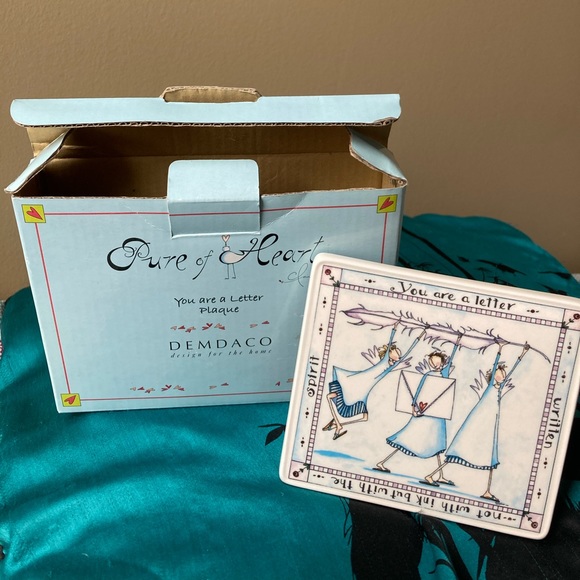 Pure of Heart
You are a Letter
Plaque
DEMDACO
design for the home
You are a letter
written
not with ink but with the
spirit